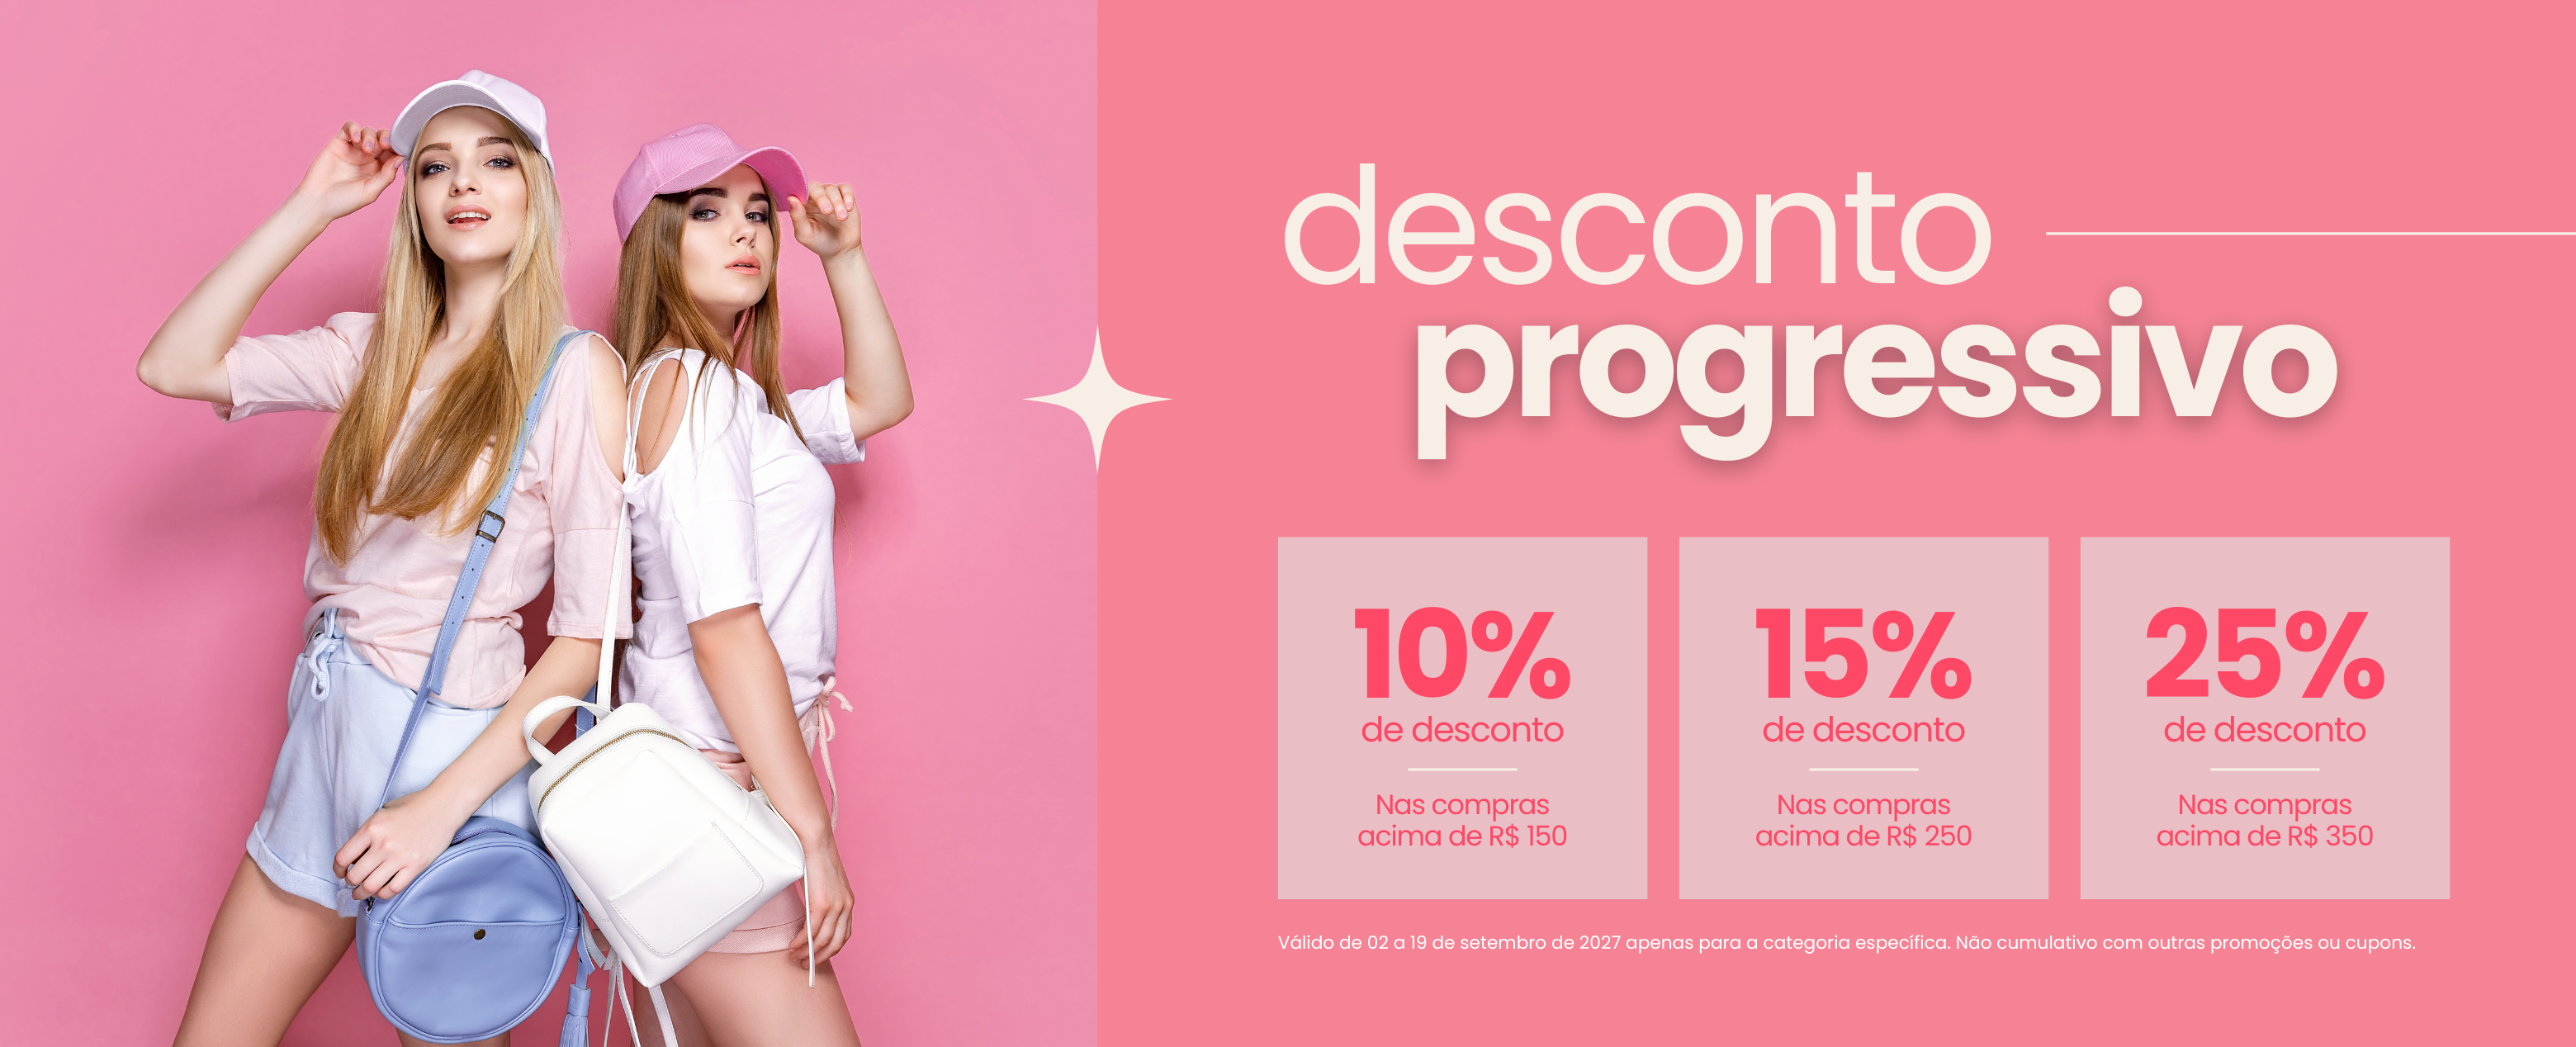 desconto
progressivo
10%
de desconto
Nas compras
acima de R$ 150
15%
de desconto
Nas compras
acima de R$ 250
25%
de desconto
Nas compras
acima de R$ 350
Válido de 02 a 19 de setembro de 2027 apenas para a categoria específica. Não cumulativo com outras promoções ou cupons.